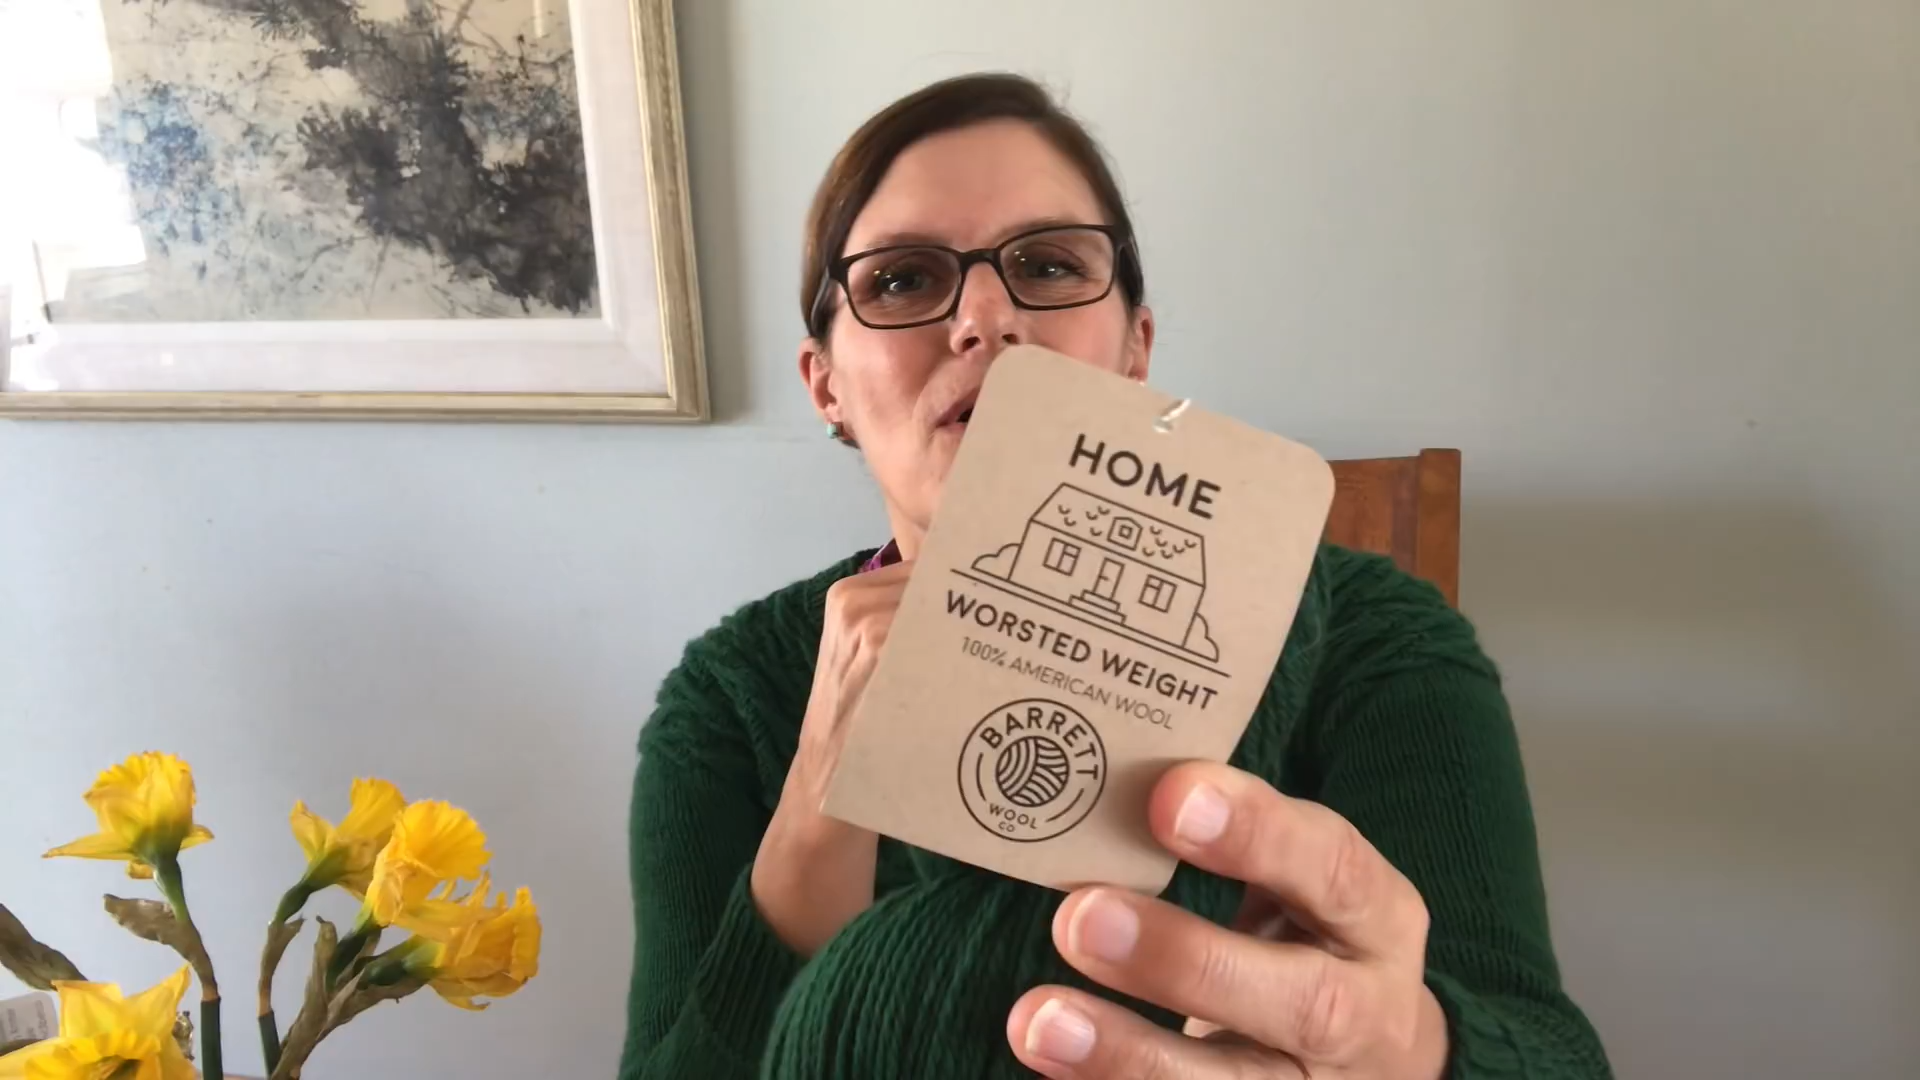 HOME
WORSTED WEIGHT
100% AMERICAN WOOL
BARRETT
WOOL
CO